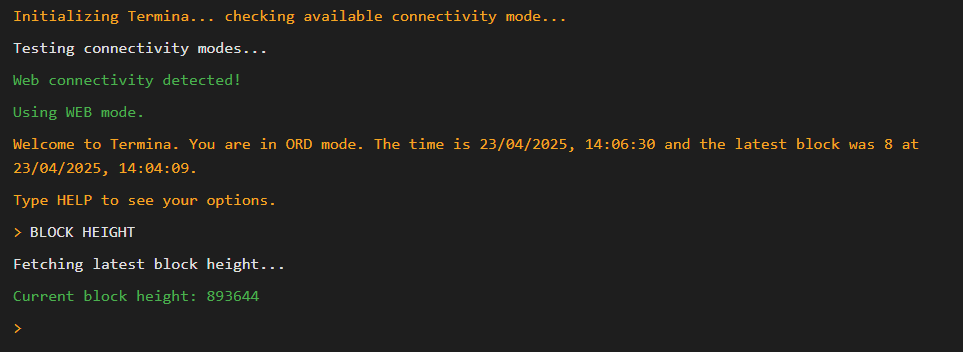 Initializing Termina... checking available connectivity mode...
Testing connectivity modes...
Web connectivity detected!
Using WEB mode.
Welcome to Termina. You are in ORD mode. The time is 23/04/2025, 14:06:30 and the latest block was 8 at
23/04/2025, 14:04:09.
Type HELP to see your options.
> BLOCK HEIGHT
Fetching latest block height...
Current block height: 893644
>